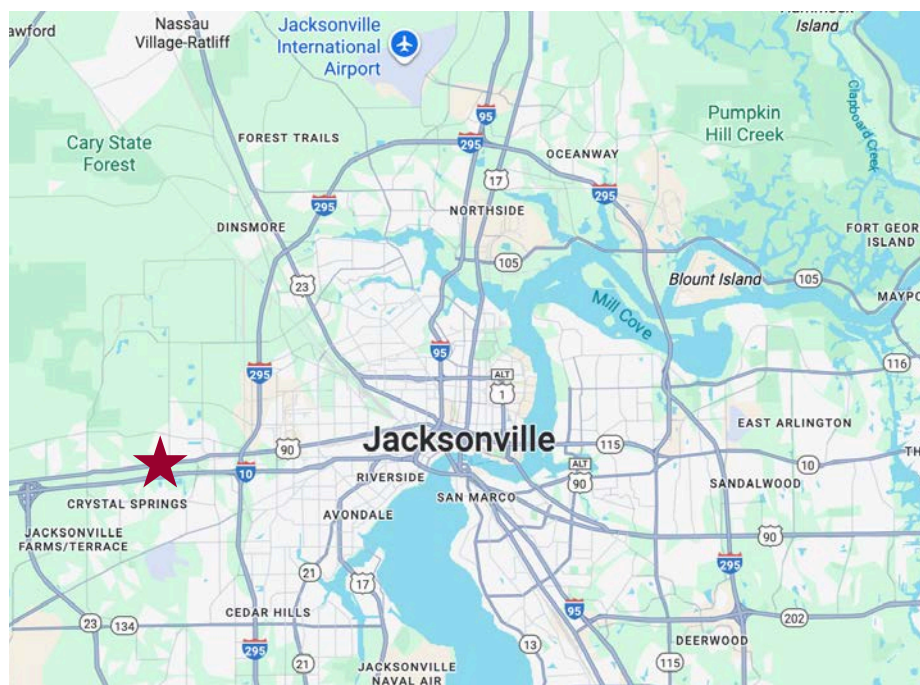 Nassau
Village-Ratliff
Jacksonville
International
Airport
Island
awford
Clapboard Creek
Pumpkin
Hill Creek
Cary State
Forest
FOREST TRAILS
95
295
OCEANWAY
17
295
295
NORTHSIDE
DINSMORE
FORT GEOR
ISLAND
105
Blount Island
105
23
Mill Cove
MAYPO
95
116
295
ALT
1
EAST ARLINGTON
90
Jacksonville
115
ALT
90
10
TH
10
RIVERSIDE
SAN MARCO
SANDALWOOD
CRYSTAL SPRINGS
AVONDALE
JACKSONVILLE
FARMS/TERRACE
90
21
17
295
23
134
CEDAR HILLS
95
202
295
21
13
DEERWOOD
115
JACKSONVILLE
NAVAL AIR